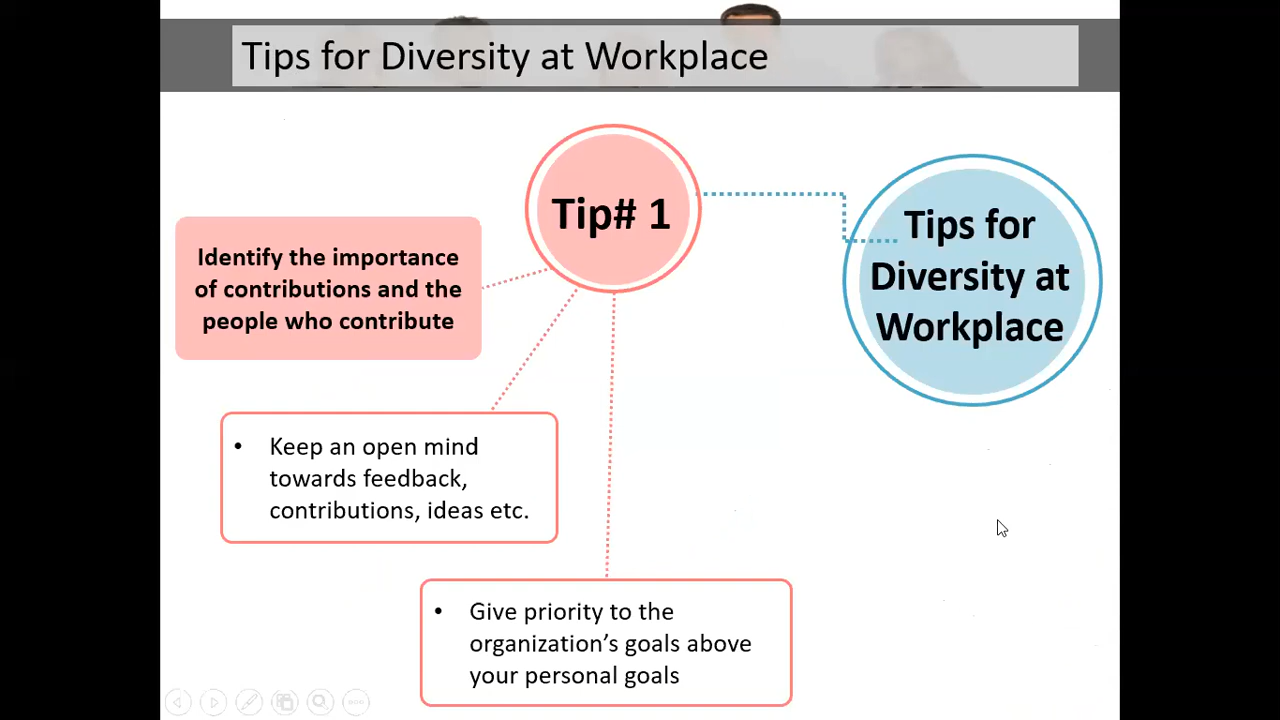 Tips for Diversity at Workplace
Tip# 1
Tips for
Diversity at
Workplace
Identify the importance
of contributions and the
people who contribute
• Keep an open mind
towards feedback,
contributions, ideas etc.
• Give priority to the
organization’s goals above
your personal goals